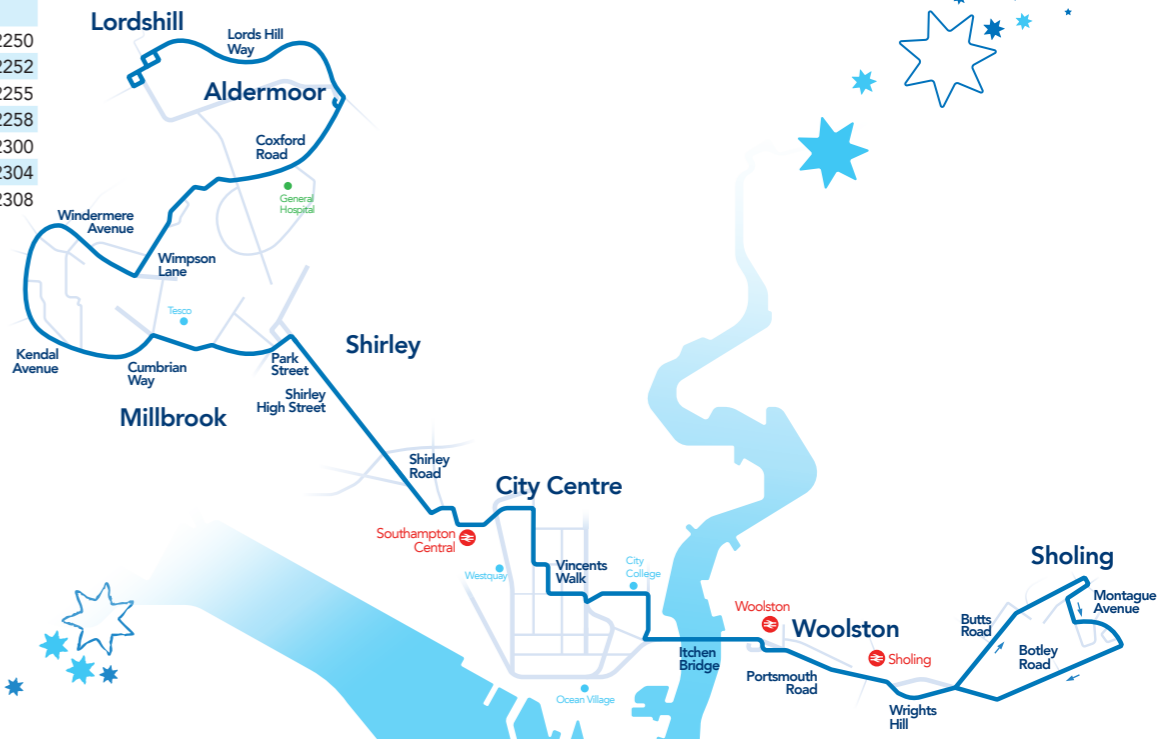 2250
2252
2255
2258
2300
2304
2308
Lordshill
Lords Hill
Way
Aldermoor
Coxford
Road
General
Hospital
Windermere
Avenue
Wimpson
Lane
Tesco
Kendal
Avenue
Cumbrian
Way
Park
Street
Shirley
Shirley
High Street
Millbrook
Shirley
Road
City Centre
Southampton
Central
Westquay
Vincents
Walk
City
College
Itchen
Bridge
Ocean Village
Woolston
Woolston
Portsmouth
Road
Sholing
Wrights
Hill
Sholing
Butts
Road
Botley
Road
Montague
Avenue